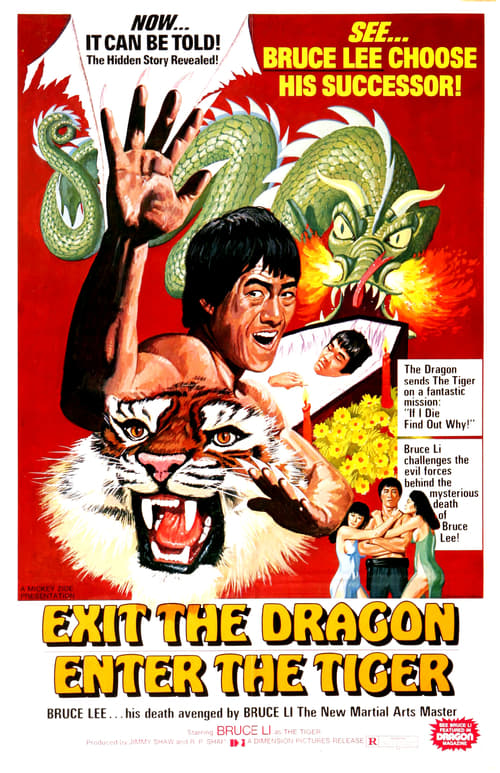 NOW...
IT CAN BE TOLD!
The Hidden Story Revealed!
SEE...
BRUCE LEE CHOOSE
HIS SUCCESSOR!
The Dragon
sends The Tiger
on a fantastic
mission:
"If I Die
Find Out Why!"
Bruce Li
challenges the
evil forces
behind the
mysterious
death
of
Bruce
Lee!
A MICKEY ZIDE
PRESENTATION
EXIT THE DRAGON
ENTER THE TIGER
BRUCE LEE...his death avenged by BRUCE LI The New Martial Arts Master
Starring BRUCE LI as THE TIGER
Produced by JIMMY SHAW and R. P. SHAH D A DIMENSION PICTURES RELEASE R
SEE BRUCE LI
FEATURED IN
DRAGON
MAGAZINE